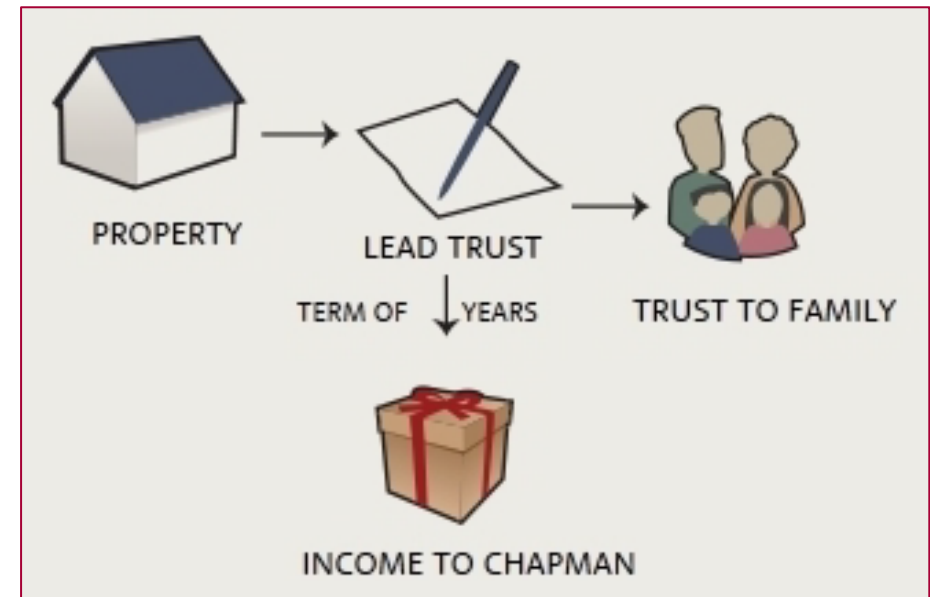 PROPERTY
LEAD TRUST
TERM OF YEARS
TRUST TO FAMILY
INCOME TO CHAPMAN